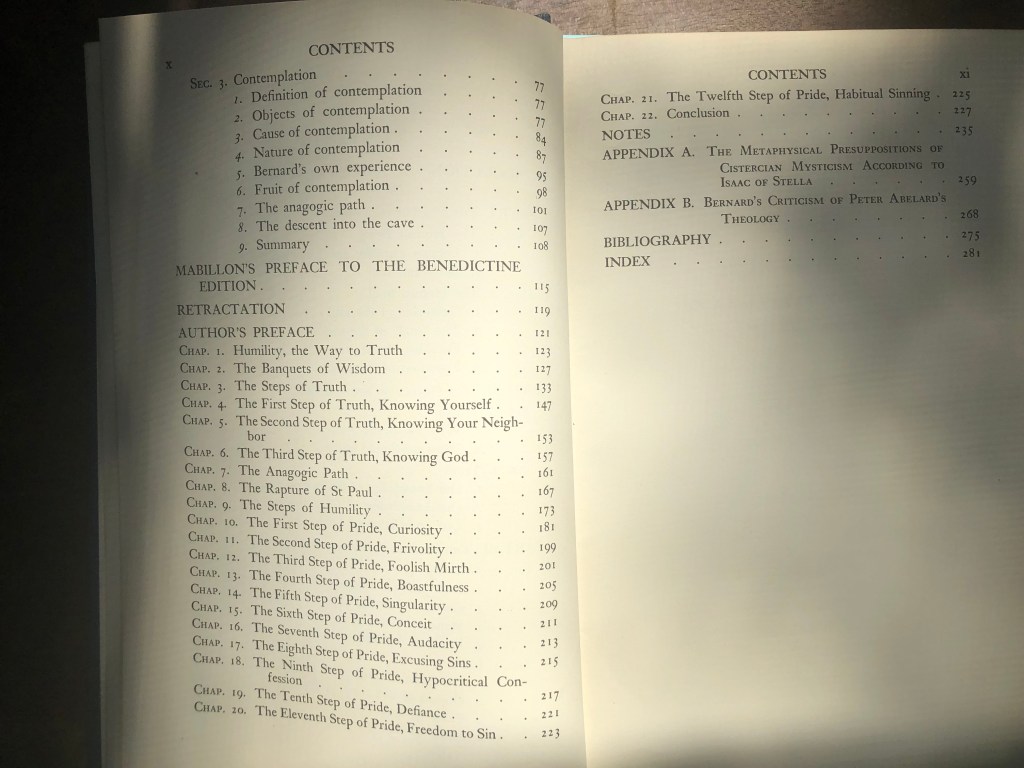 x
CONTENTS
SEC. 3. Contemplation . . . . . . . . 77
1. Definition of contemplation . . . . 77
2. Objects of contemplation . . . . . 77
3. Cause of contemplation . . . . . . 84
4. Nature of contemplation . . . . . 87
5. Bernard's own experience . . . . . 95
6. Fruit of contemplation . . . . . . 98
7. The anagogic path . . . . . . . 101
8. The descent into the cave . . . . . 107
9. Summary . . . . . . . . . 108
MABILLON'S PREFACE TO THE BENEDICTINE
EDITION . . . . . . . . . . . . 115
RETRACTATION . . . . . . . . . . 119
AUTHOR'S PREFACE . . . . . . . . . 121
CHAP. 1. Humility, the Way to Truth . . . . . 123
CHAP. 2. The Banquets of Wisdom . . . . . . 127
CHAP. 3. The Steps of Truth . . . . . . . . 133
CHAP. 4. The First Step of Truth, Knowing Yourself . . 147
CHAP. 5. The Second Step of Truth, Knowing Your Neigh-
bor . . . . . . . . . . . 153
CHAP. 6. The Third Step of Truth, Knowing God . . . 157
CHAP. 7. The Anagogic Path . . . . . . . . 161
CHAP. 8. The Rapture of St Paul . . . . . . . 167
CHAP. 9. The Steps of Humility . . . . . . . 173
CHAP. 10. The First Step of Pride, Curiosity . . . . 181
CHAP. 11. The Second Step of Pride, Frivolity . . . . 199
CHAP. 12. The Third Step of Pride, Foolish Mirth . . . 201
CHAP. 13. The Fourth Step of Pride, Boastfulness . . . 205
CHAP. 14. The Fifth Step of Pride, Singularity . . . . 209
CHAP. 15. The Sixth Step of Pride, Conceit . . . . 211
CHAP. 16. The Seventh Step of Pride, Audacity . . . 213
CHAP. 17. The Eighth Step of Pride, Excusing Sins . . . 215
CHAP. 18. The Ninth Step of Pride, Hypocritical Con-
fession . . . . . . . . . 217
CHAP. 19. The Tenth Step of Pride, Defiance . . . . 221
CHAP. 20. The Eleventh Step of Pride, Freedom to Sin . . 223
CONTENTS
xi
CHAP. 21. The Twelfth Step of Pride, Habitual Sinning . 225
CHAP. 22. Conclusion . . . . . . . . . . 227
NOTES . . . . . . . . . . . . . 235
APPENDIX A. THE METAPHYSICAL PRESUPPOSITIONS OF
CISTERCIAN MYSTICISM ACCORDING TO
ISAAC OF STELLA . . . . . . 259
APPENDIX B. BERNARD'S CRITICISM OF PETER ABELARD'S
THEOLOGY . . . . . . . . 268
BIBLIOGRAPHY . . . . . . . . . . . 275
INDEX . . . . . . . . . . . . . 281